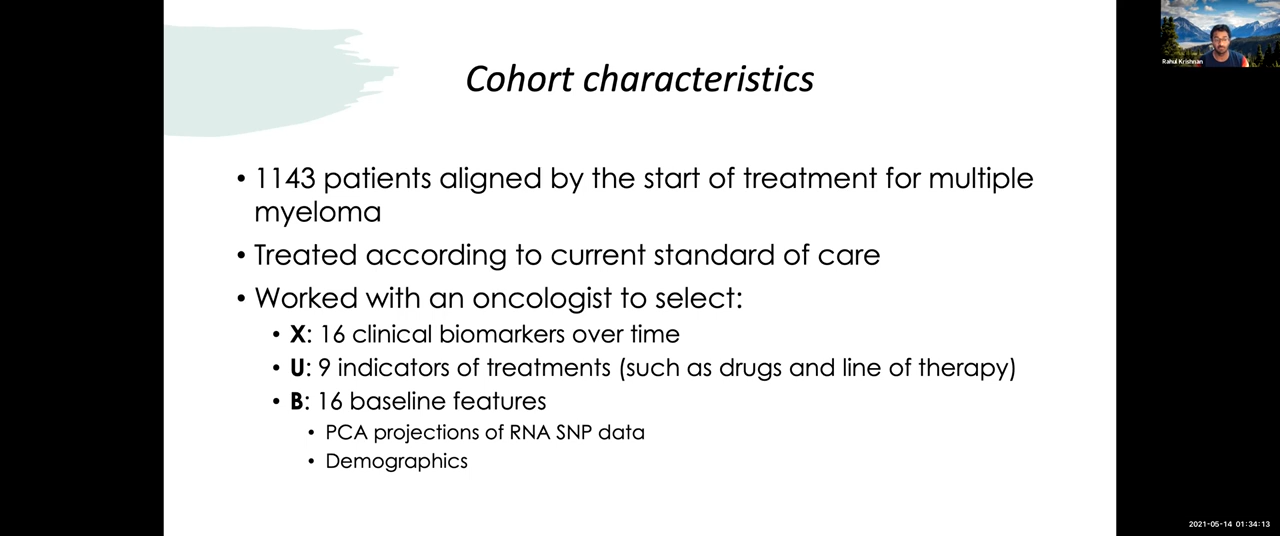 Cohort characteristics
• 1143 patients aligned by the start of treatment for multiple
myeloma
• Treated according to current standard of care
• Worked with an oncologist to select:
• X: 16 clinical biomarkers over time
• U: 9 indicators of treatments (such as drugs and line of therapy)
• B: 16 baseline features
• PCA projections of RNA SNP data
• Demographics
Rahul Krishnan
2021-05-14 01:34:13